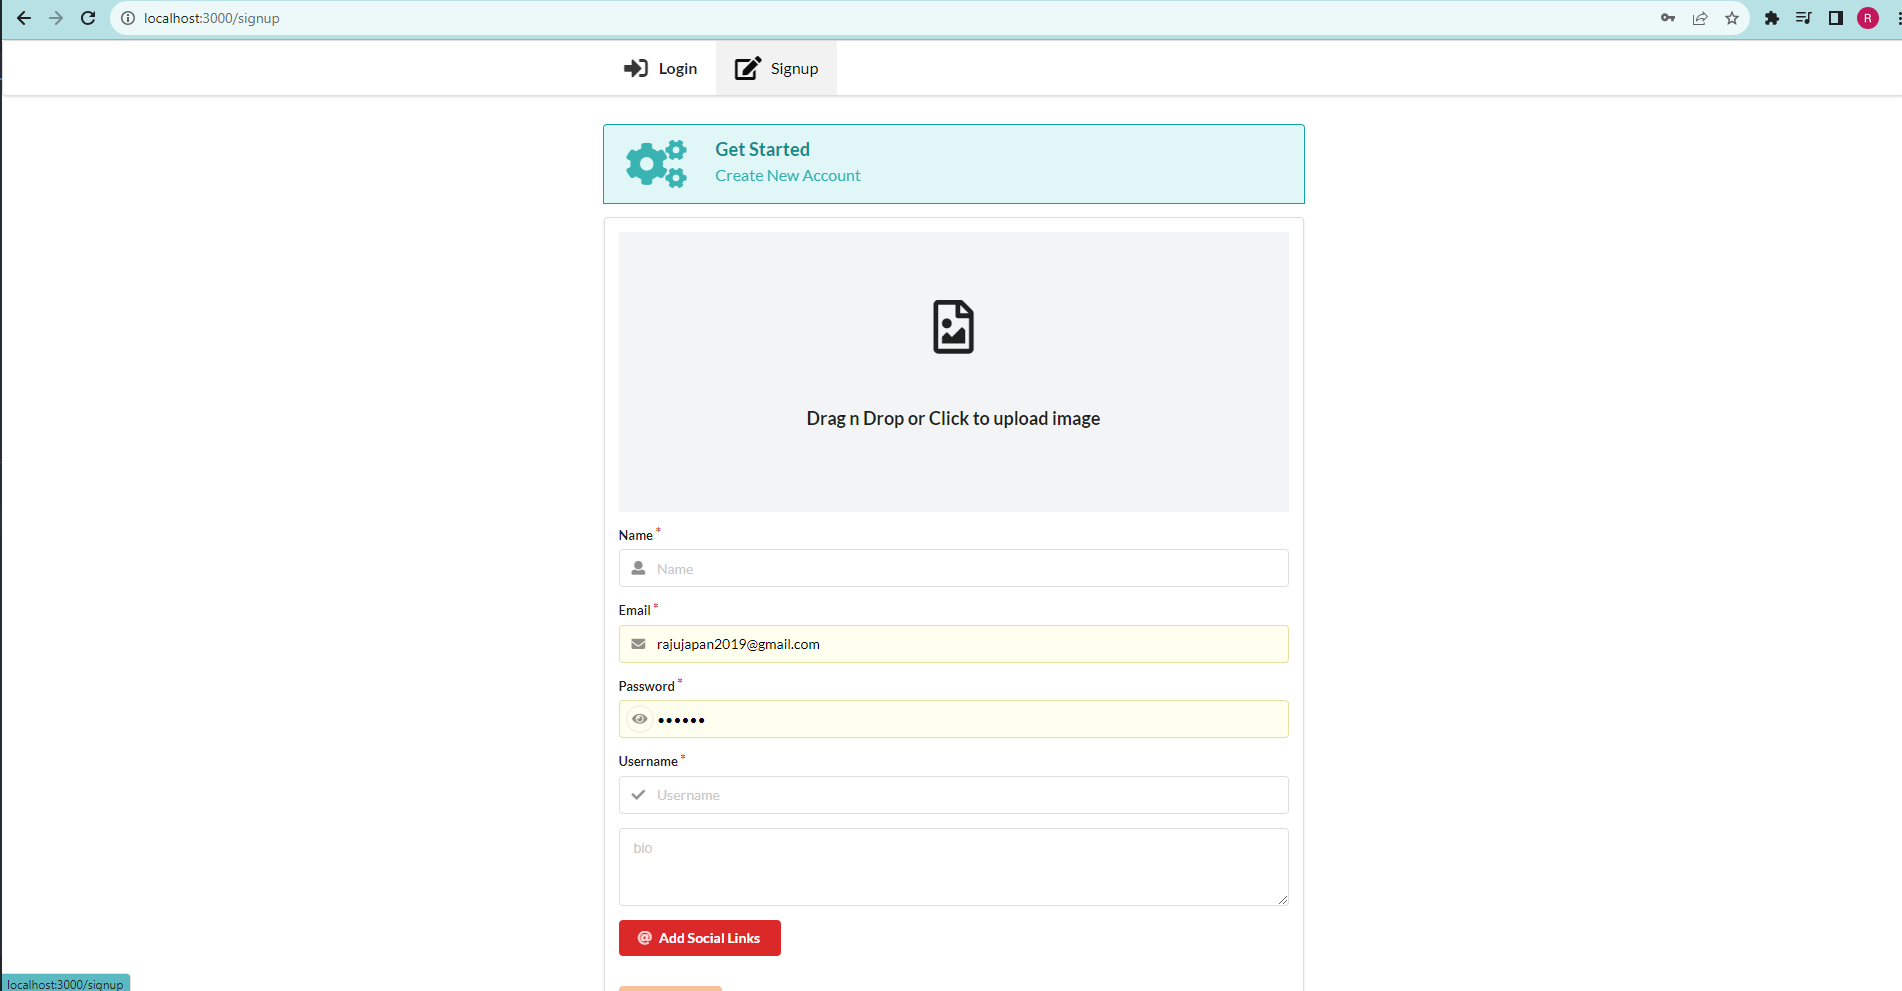 localhost:3000/signup
R
Login
Signup
Get Started
Create New Account
Drag n Drop or Click to upload image
Name *
Name
Email *
rajujapan2019@gmail.com
Password *
••••••
Username *
Username
bio
@ Add Social Links
localhost:3000/signup